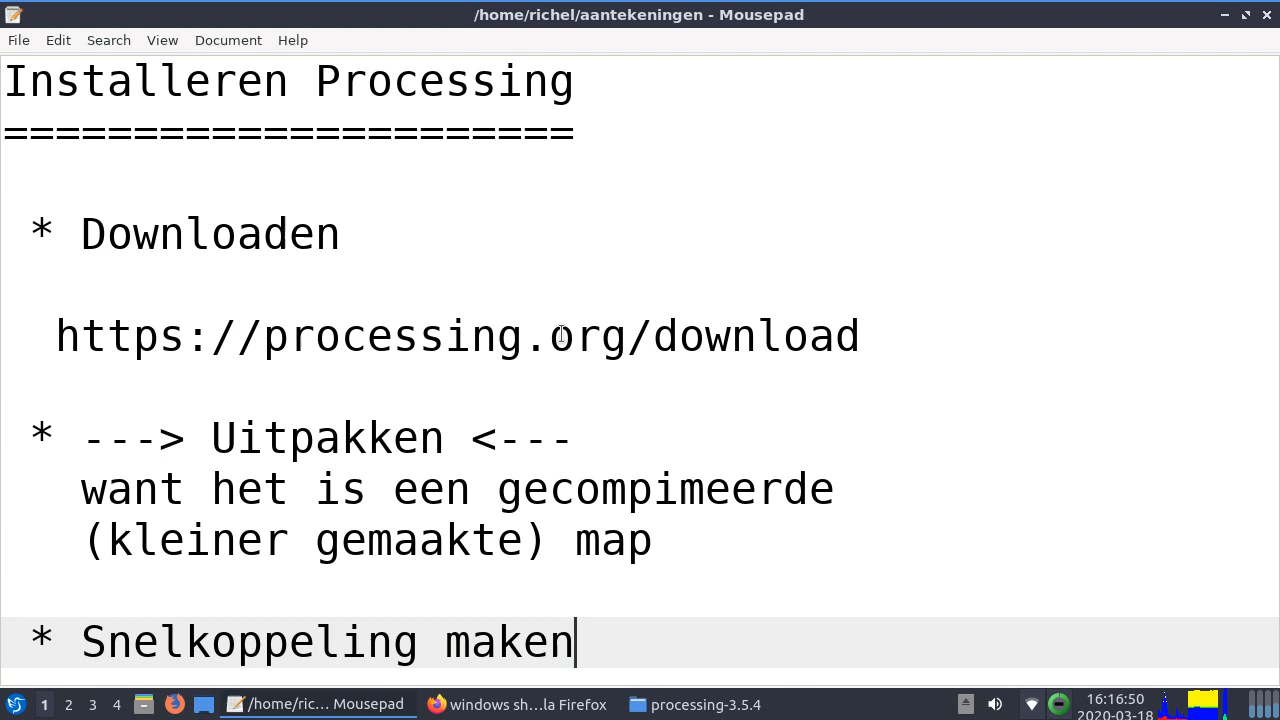 /home/richel/aantekeningen - Mousepad
File Edit Search View Document Help
Installeren Processing
======================
* Downloaden
https://processing.org/download
* ---> Uitpakken <---
want het is een gecompimeerde
(kleiner gemaakte) map
* Snelkoppeling maken
1 2 3 4 /home/ric... Mousepad windows sh...la Firefox processing-3.5.4 16:16:50
2020-03-18